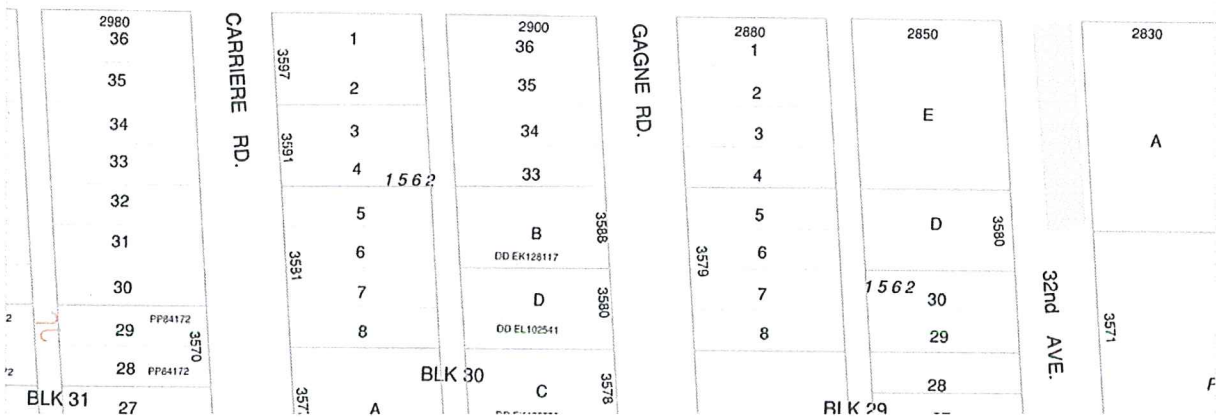 2980
36
35
34
33
32
31
30
29 PP84172
28 PP84172
27
3570
BLK 31
CARRIERE RD.
3597
1
2
3591
3
4
1562
3581
5
6
7
8
A
BLK 30
2900
36
35
34
33
B
DD EK128117
3588
D
DD EL102541
3580
C
3578
GAGNE RD.
2880
1
2
3
4
5
6
7
8
3579
BLK 29
2850
E
D
3580
1562
30
29
28
32nd AVE.
2830
A
3571